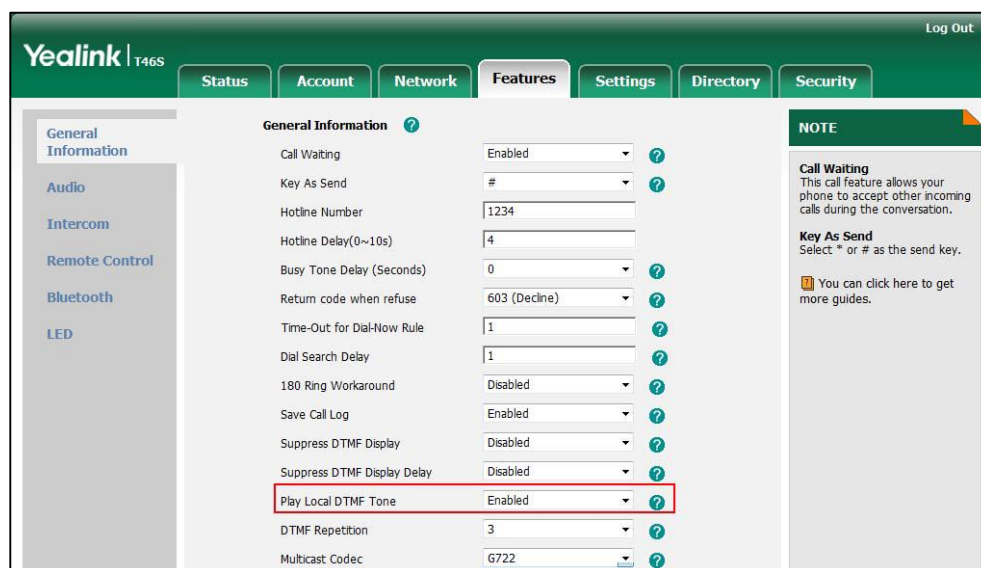 Log Out
Yealink T46S
Status Account Network Features Settings Directory Security
General
Information
Audio
Intercom
Remote Control
Bluetooth
LED
General Information ?
Call Waiting Enabled ?
Key As Send # ?
Hotline Number 1234
Hotline Delay(0~10s) 4
Busy Tone Delay (Seconds) 0 ?
Return code when refuse 603 (Decline) ?
Time-Out for Dial-Now Rule 1 ?
Dial Search Delay 1 ?
180 Ring Workaround Disabled ?
Save Call Log Enabled ?
Suppress DTMF Display Disabled ?
Suppress DTMF Display Delay Disabled ?
Play Local DTMF Tone Enabled ?
DTMF Repetition 3 ?
Multicast Codec G722 ?
NOTE
Call Waiting
This call feature allows your
phone to accept other incoming
calls during the conversation.
Key As Send
Select * or # as the send key.
? You can click here to get
more guides.